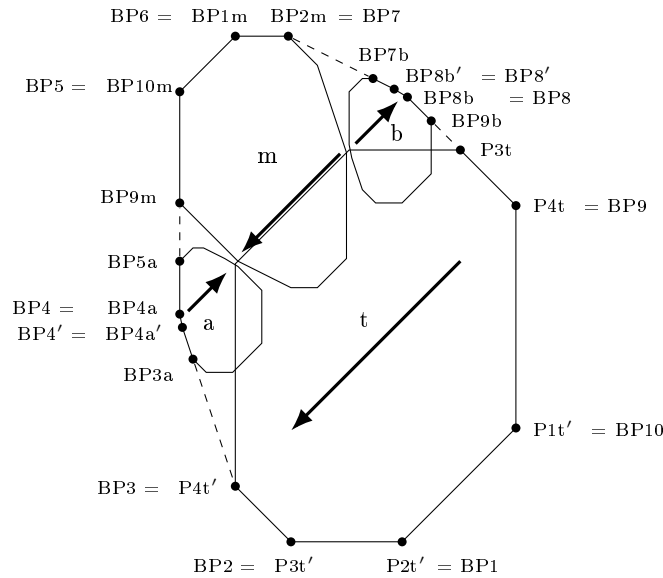 BP6 = BP1m BP2m = BP7
BP7b
BP8b′ = BP8′
BP5 = BP10m
BP8b = BP8
BP9b
b
P3t
m
BP9m
P4t = BP9
BP5a
BP4 = BP4a
a
t
BP4′ = BP4a′
BP3a
P1t′ = BP10
BP3 = P4t′
BP2 = P3t′ P2t′ = BP1